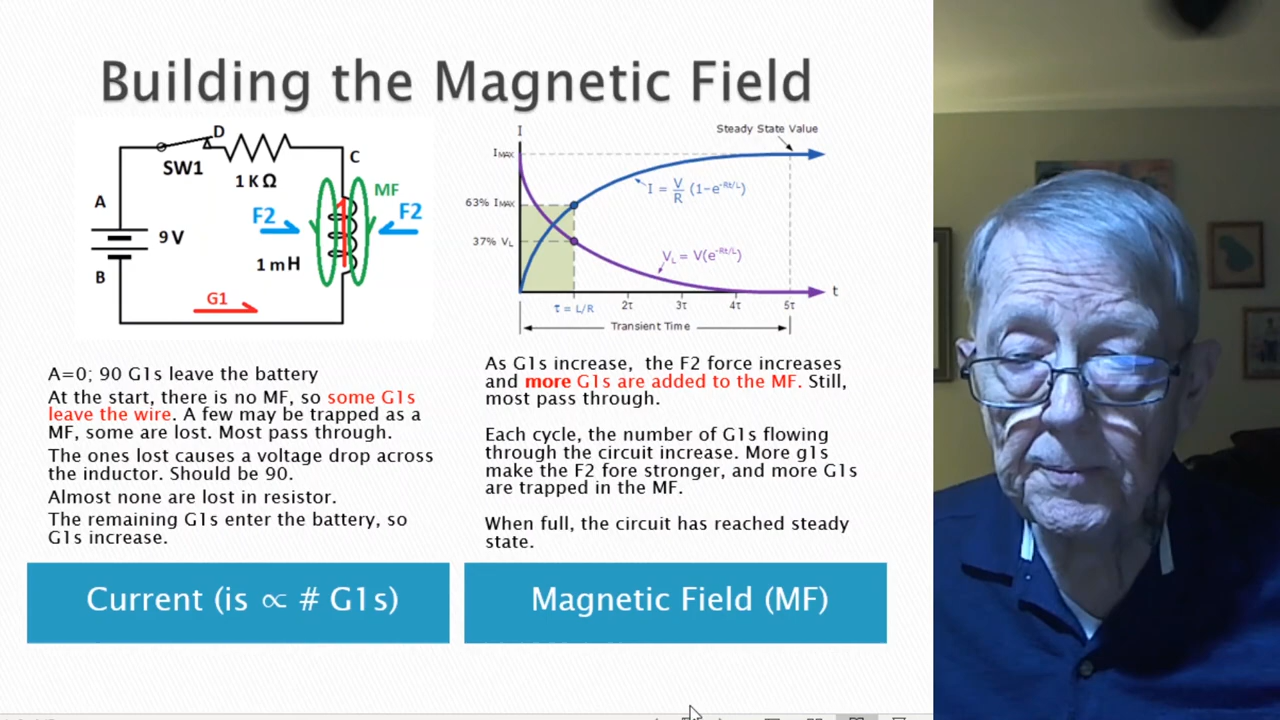 Building the Magnetic Field
D
SW1
1 K Ω
C
A
MF
F2
F2
9 V
1 m H
B
G1
I
Steady State Value
IMAX
I = V/R (1-e-Rt/L)
63% IMAX
37% VL
VL = V(e-Rt/L)
t
τ = L/R
2τ
3τ
4τ
5τ
Transient Time
A=0; 90 G1s leave the battery
At the start, there is no MF, so some G1s
leave the wire. A few may be trapped as a
MF, some are lost. Most pass through.
The ones lost causes a voltage drop across
the inductor. Should be 90.
Almost none are lost in resistor.
The remaining G1s enter the battery, so
G1s increase.
As G1s increase, the F2 force increases
and more G1s are added to the MF. Still,
most pass through.
Each cycle, the number of G1s flowing
through the circuit increase. More g1s
make the F2 fore stronger, and more G1s
are trapped in the MF.
When full, the circuit has reached steady
state.
Current (is ∝ # G1s)
Magnetic Field (MF)